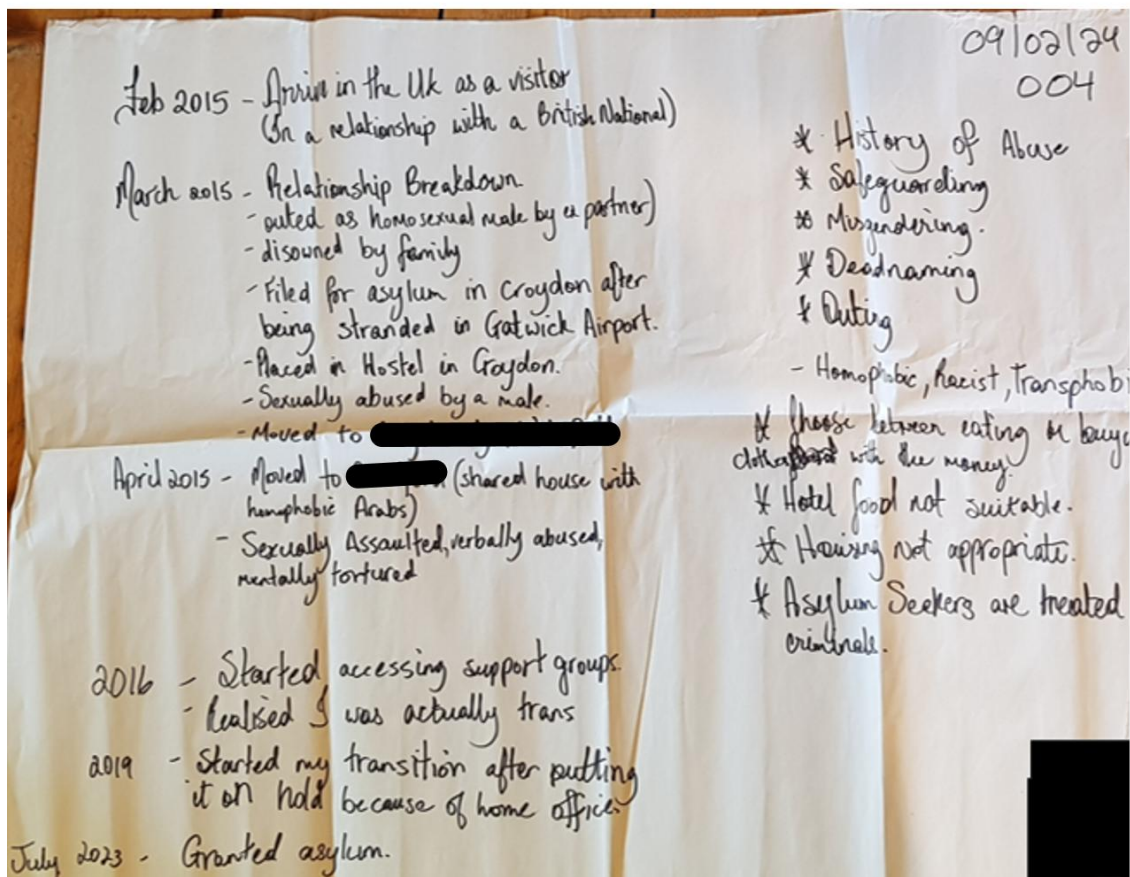 09/02/24
004
Feb 2015 - Arrive in the UK as a visitor
(In a relationship with a British National)
March 2015 - Relationship Breakdown
- outed as homosexual male by ex partner)
- disowned by family
- Filed for asylum in Croydon after
being stranded in Gatwick Airport.
- Placed in Hostel in Croydon.
- Sexually abused by a male.
- Moved to
April 2015 - Moved to (shared house with
homophobic Arabs)
- Sexually Assaulted, verbally abused,
mentally tortured
2016 - Started accessing support groups.
- Realised I was actually trans
2019 - Started my transition after putting
it on hold because of home office.
July 2023 - Granted asylum.
* History of Abuse
* Safeguarding
* Misgendering.
* Deadnaming
* Outing
- Homophobic, Racist, Transphobi
* Choose between eating or buy
with the money.
* Hotel food not suitable.
* Housing not appropriate.
* Asylum Seekers are treated
criminals.